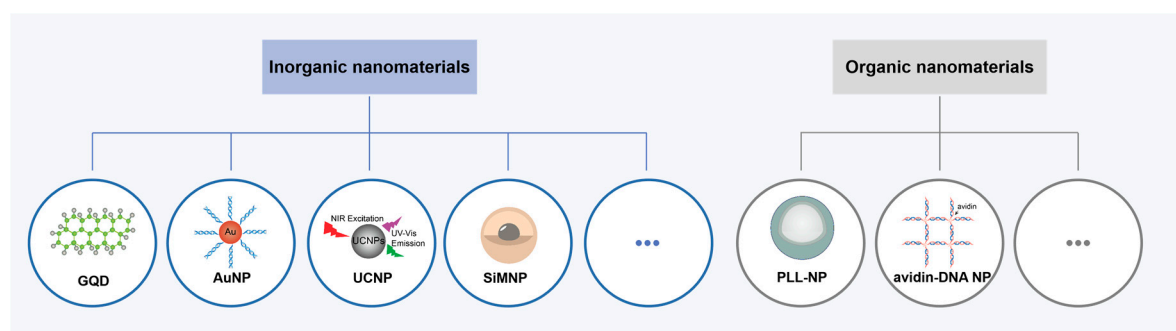 Inorganic nanomaterials
Organic nanomaterials
GQD
Au
AuNP
NIR Excitation
UCNPs
UV-Vis
Emission
UCNP
SiMNP
•••
PLL-NP
avidin
avidin-DNA NP
•••